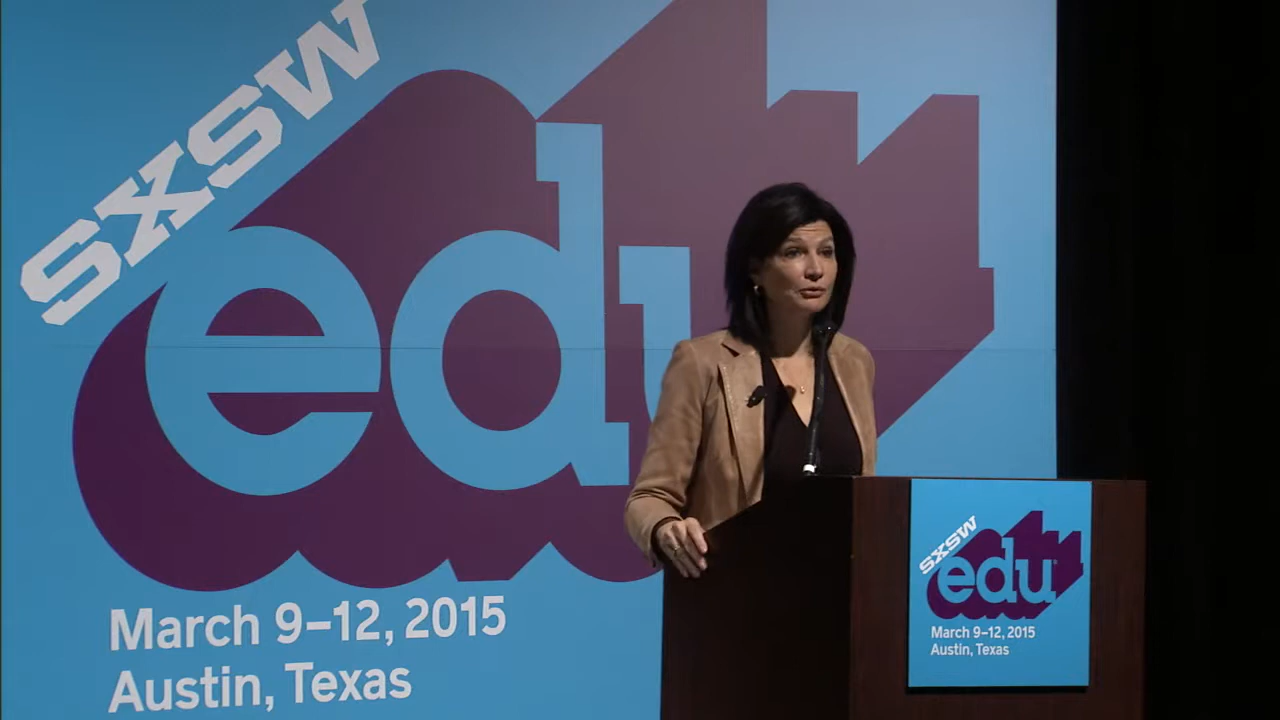 SXSW
edu
March 9–12, 2015
Austin, Texas
SXSW
edu
March 9–12, 2015
Austin, Texas